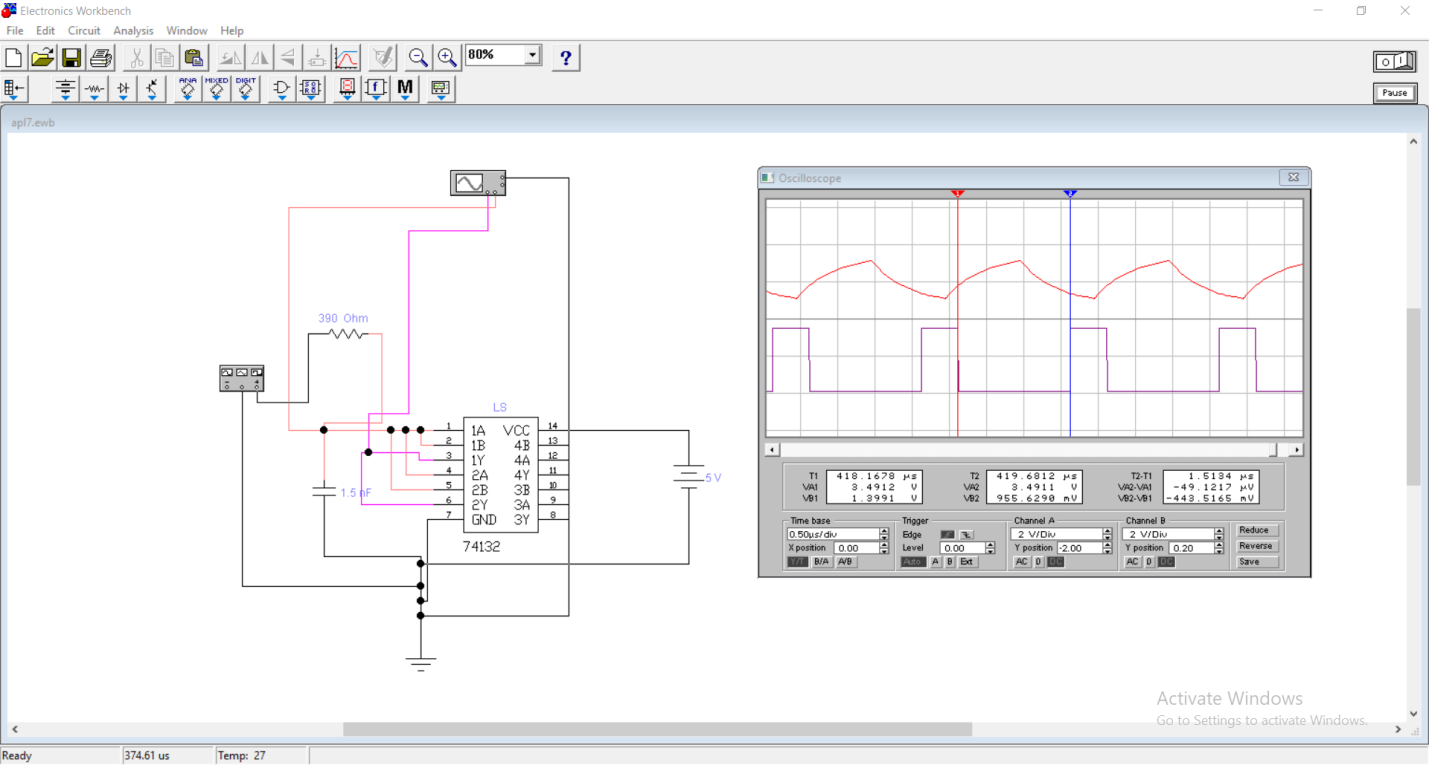 Electronics Workbench
File Edit Circuit Analysis Window Help
80%
?
ANA MIXED DIGIT
M
Pause
apl7.ewb
Oscilloscope
390 Ohm
LS
1 1A VCC 14
2 1B 4B 13
3 1Y 4A 12
4 2A 4Y 11
5 2B 3B 10
6 2Y 3A 9
7 GND 3Y 8
74132
1.5 nF
5 V
1 2
T1 418.1678 µs T2 419.6812 µs T2-T1 1.5134 µs
VA1 3.4912 V VA2 3.4911 V VA2-VA1 -49.1217 µV
VB1 1.3991 V VB2 955.6290 mV VB2-VB1 -443.5165 mV
Time base Trigger Channel A Channel B
0.50µs/div Edge 2 V/Div 2 V/Div Reduce
X position 0.00 Level 0.00 Y position -2.00 Y position 0.20 Reverse
Y/T B/A A/B Auto A B Ext AC 0 DC AC 0 DC Save
Activate Windows
Go to Settings to activate Windows.
Ready 374.61 us Temp: 27